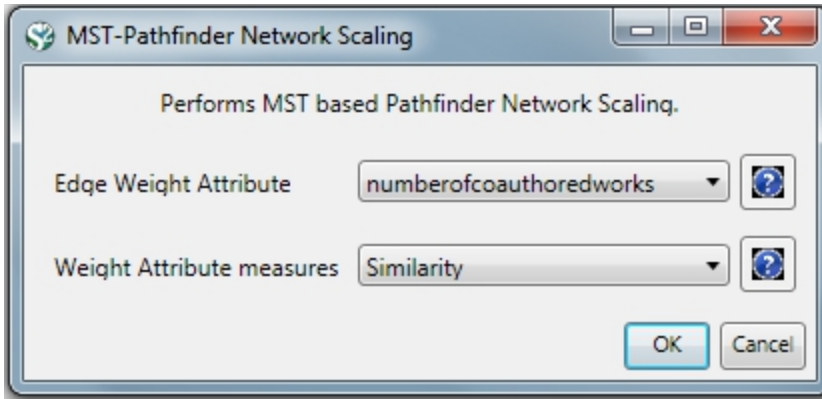 MST-Pathfinder Network Scaling
Performs MST based Pathfinder Network Scaling.
Edge Weight Attribute numberofcoauthoredworks ?
Weight Attribute measures Similarity ?
OK Cancel